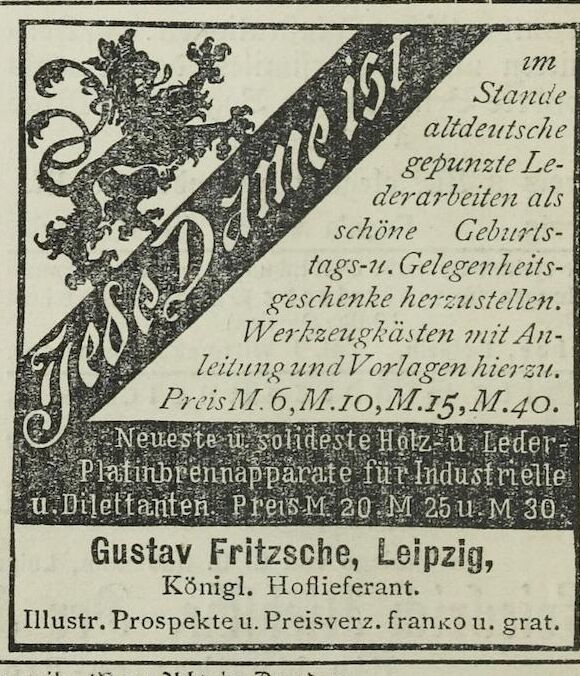 Jede Dame ist
im
Stande
altdeutsche
gepunzte Le-
derarbeiten als
schöne Geburts-
tags-u. Gelegenheits-
geschenke herzustellen.
Werkzeugkästen mit An-
leitung und Vorlagen hierzu.
Preis M. 6, M. 10, M. 15, M. 40.
Neueste u. solideste Holz- u. Leder-
Platinbrennapparate für Industrielle
u. Dilettanten. Preis M 20. M 25 u. M 30.
Gustav Fritzsche, Leipzig,
Königl. Hoflieferant.
Illustr. Prospekte u. Preisverz. franko u. grat.